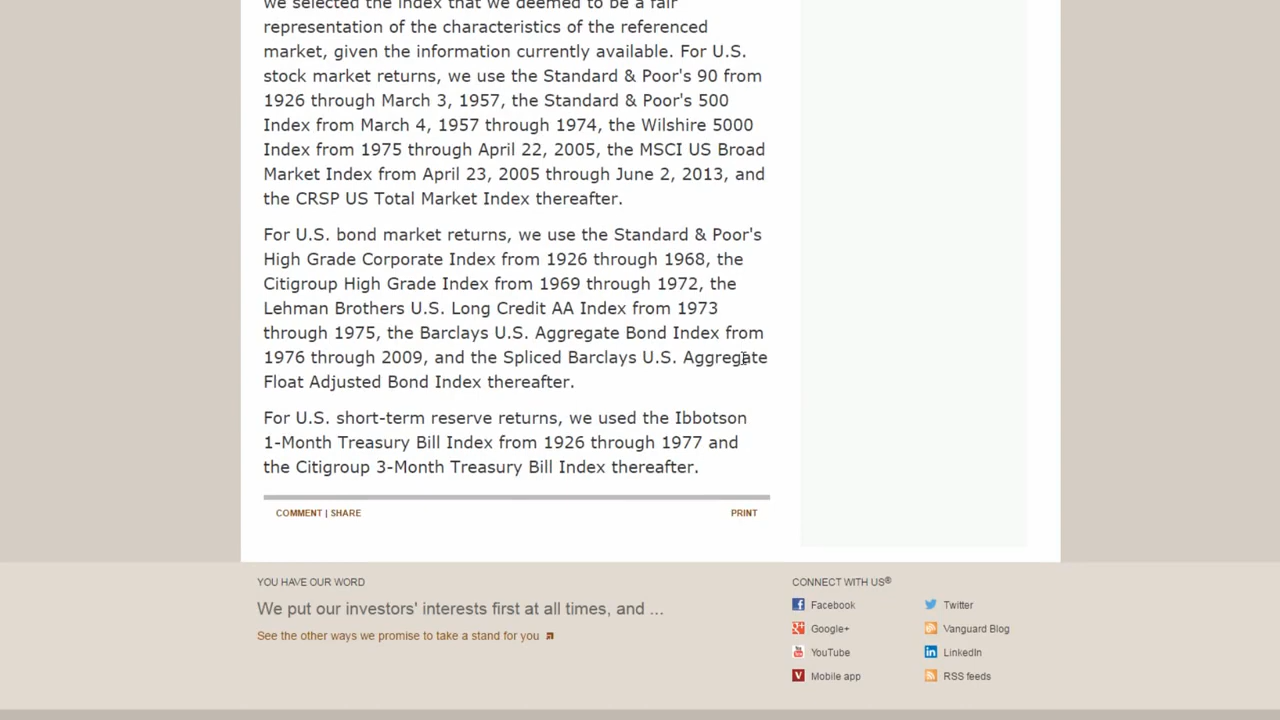 we selected the index that we deemed to be a fair
representation of the characteristics of the referenced
market, given the information currently available. For U.S.
stock market returns, we use the Standard & Poor's 90 from
1926 through March 3, 1957, the Standard & Poor's 500
Index from March 4, 1957 through 1974, the Wilshire 5000
Index from 1975 through April 22, 2005, the MSCI US Broad
Market Index from April 23, 2005 through June 2, 2013, and
the CRSP US Total Market Index thereafter.
For U.S. bond market returns, we use the Standard & Poor's
High Grade Corporate Index from 1926 through 1968, the
Citigroup High Grade Index from 1969 through 1972, the
Lehman Brothers U.S. Long Credit AA Index from 1973
through 1975, the Barclays U.S. Aggregate Bond Index from
1976 through 2009, and the Spliced Barclays U.S. Aggregate
Float Adjusted Bond Index thereafter.
For U.S. short-term reserve returns, we used the Ibbotson
1-Month Treasury Bill Index from 1926 through 1977 and
the Citigroup 3-Month Treasury Bill Index thereafter.
COMMENT | SHARE
PRINT
YOU HAVE OUR WORD
We put our investors' interests first at all times, and ...
See the other ways we promise to take a stand for you
CONNECT WITH US®
Facebook
Twitter
Google+
Vanguard Blog
YouTube
LinkedIn
Mobile app
RSS feeds